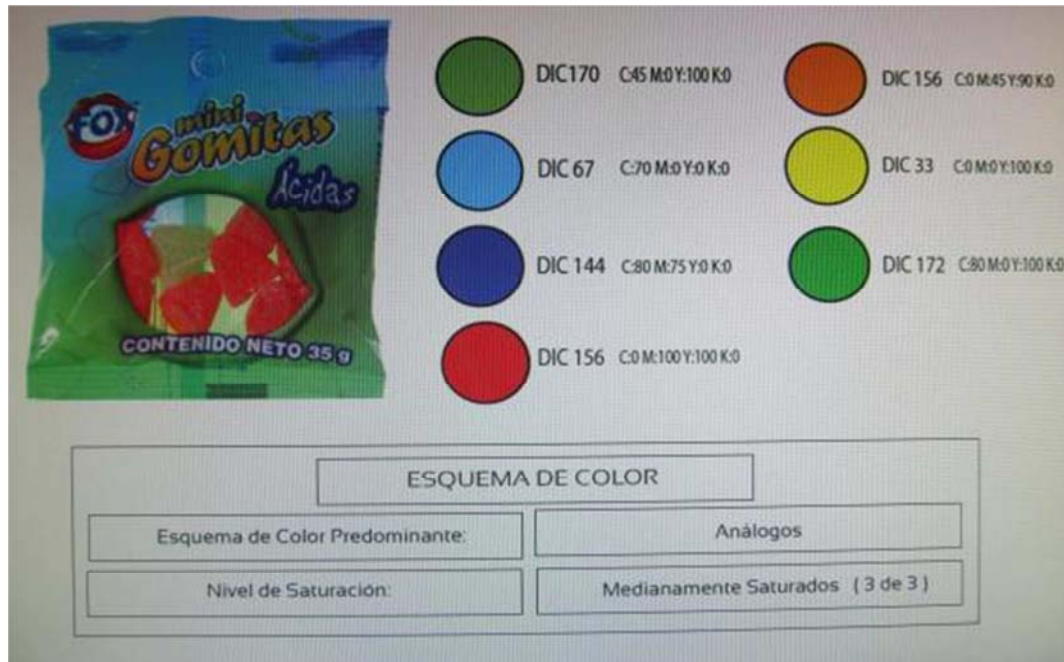 FOX
mini
Gomitas
Ácidas
CONTENIDO NETO 35 g
DIC170 C:45 M:0 Y:100 K:0
DIC 67 C:70 M:0 Y:0 K:0
DIC 144 C:80 M:75 Y:0 K:0
DIC 156 C:0 M:100 Y:100 K:0
DIC 156 C:0 M:45 Y:90 K:0
DIC 33 C:0 M:0 Y:100 K:0
DIC 172 C:80 M:0 Y:100 K:0
ESQUEMA DE COLOR
Esquema de Color Predominante: Análogos
Nivel de Saturación: Medianamente Saturados ( 3 de 3 )